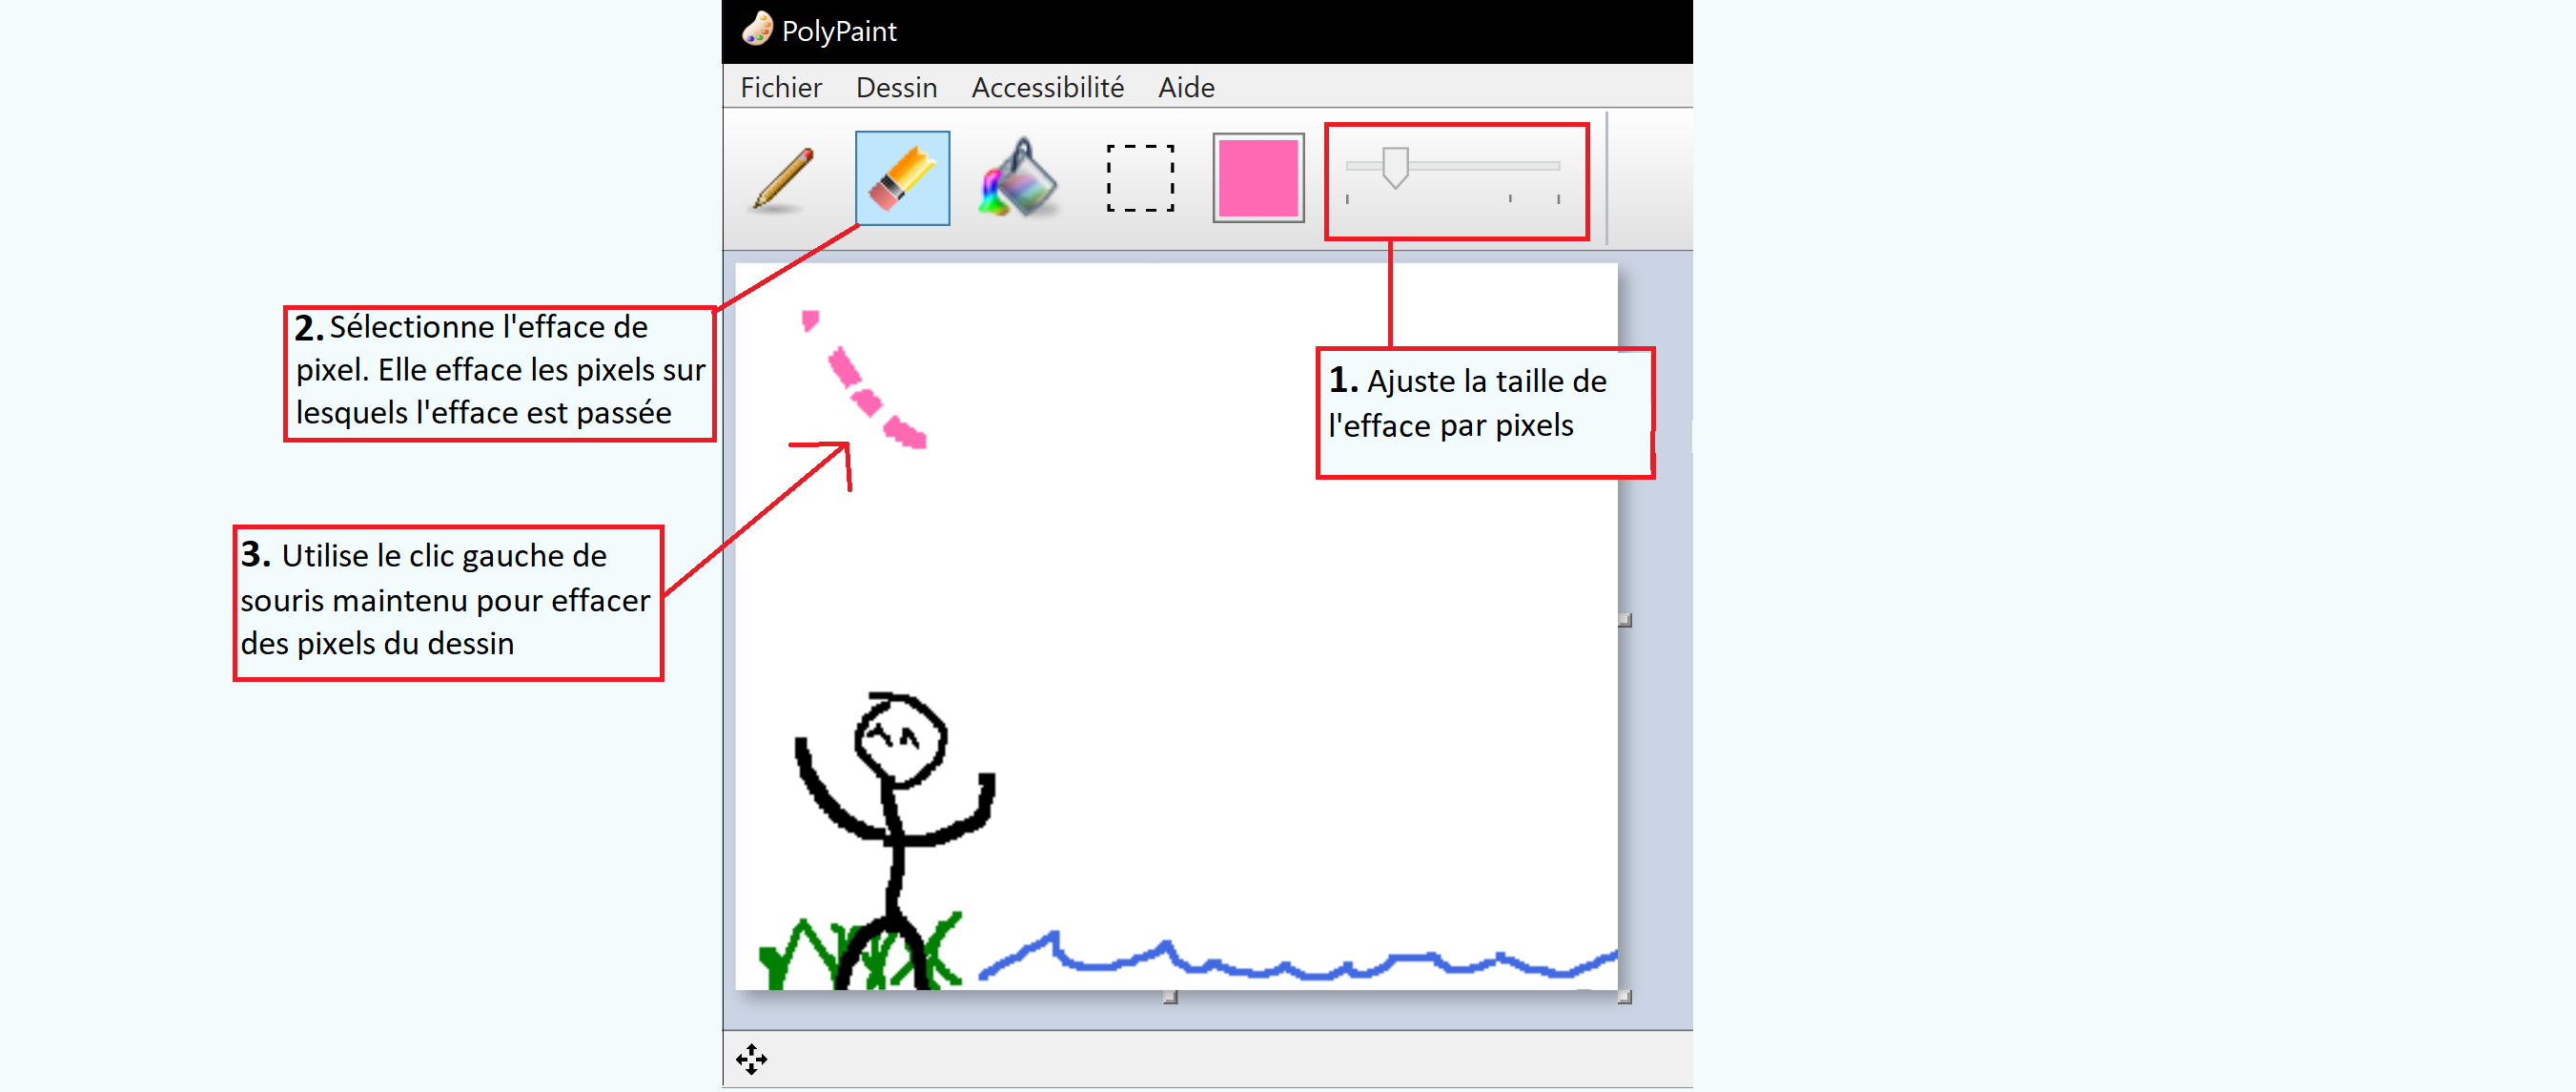 PolyPaint
Fichier Dessin Accessibilité Aide
2. Sélectionne l'efface de
pixel. Elle efface les pixels sur
lesquels l'efface est passée
1. Ajuste la taille de
l'efface par pixels
3. Utilise le clic gauche de
souris maintenu pour effacer
des pixels du dessin